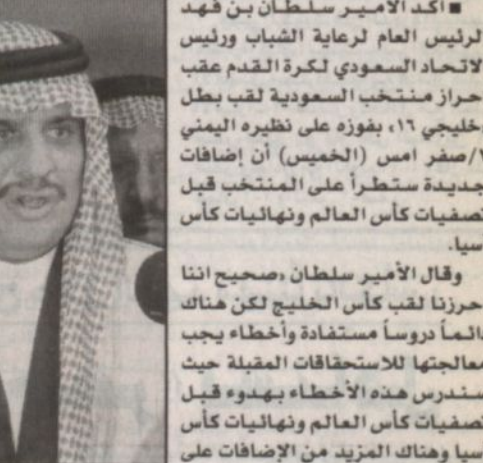 ■ أكد الأمير سلطان بن فهد
الرئيس العام لرعاية الشباب ورئيس
الاتحاد السعودي لكرة القدم عقب
حراز منتخب السعودية لقب بطل
«خليجي ١٦» بفوزه على نظيره اليمني
/صفر امس (الخميس) أن إضافات
جديدة ستطرأ على المنتخب قبل
تصفيات كأس العالم ونهائيات كأس
سيا.
وقال الأمير سلطان «صحيح اننا
حرزنا لقب كأس الخليج لكن هناك
دائماً دروساً مستفادة وأخطاء يجب
معالجتها للاستحقاقات المقبلة حيث
سندرس هذه الأخطاء بهدوء قبل
تصفيات كأس العالم ونهائيات كأس
سيا وهناك المزيد من الإضافات على